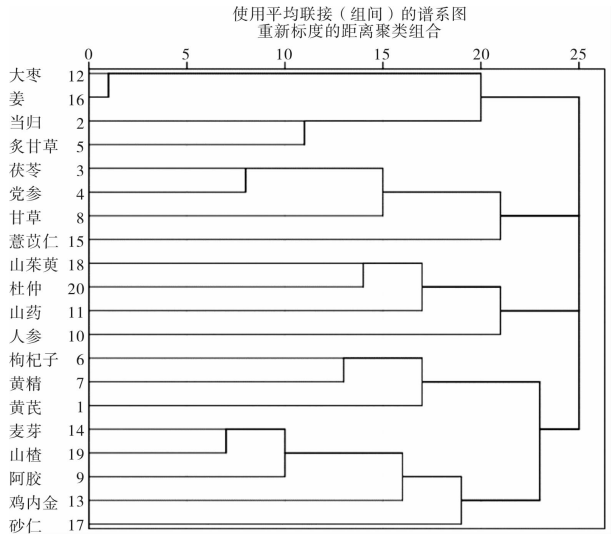 使用平均联接（组间）的谱系图
重新标度的距离聚类组合
0 5 10 15 20 25
大枣 12
姜 16
当归 2
炙甘草 5
茯苓 3
党参 4
甘草 8
薏苡仁 15
山茱萸 18
杜仲 20
山药 11
人参 10
枸杞子 6
黄精 7
黄芪 1
麦芽 14
山楂 19
阿胶 9
鸡内金 13
砂仁 17